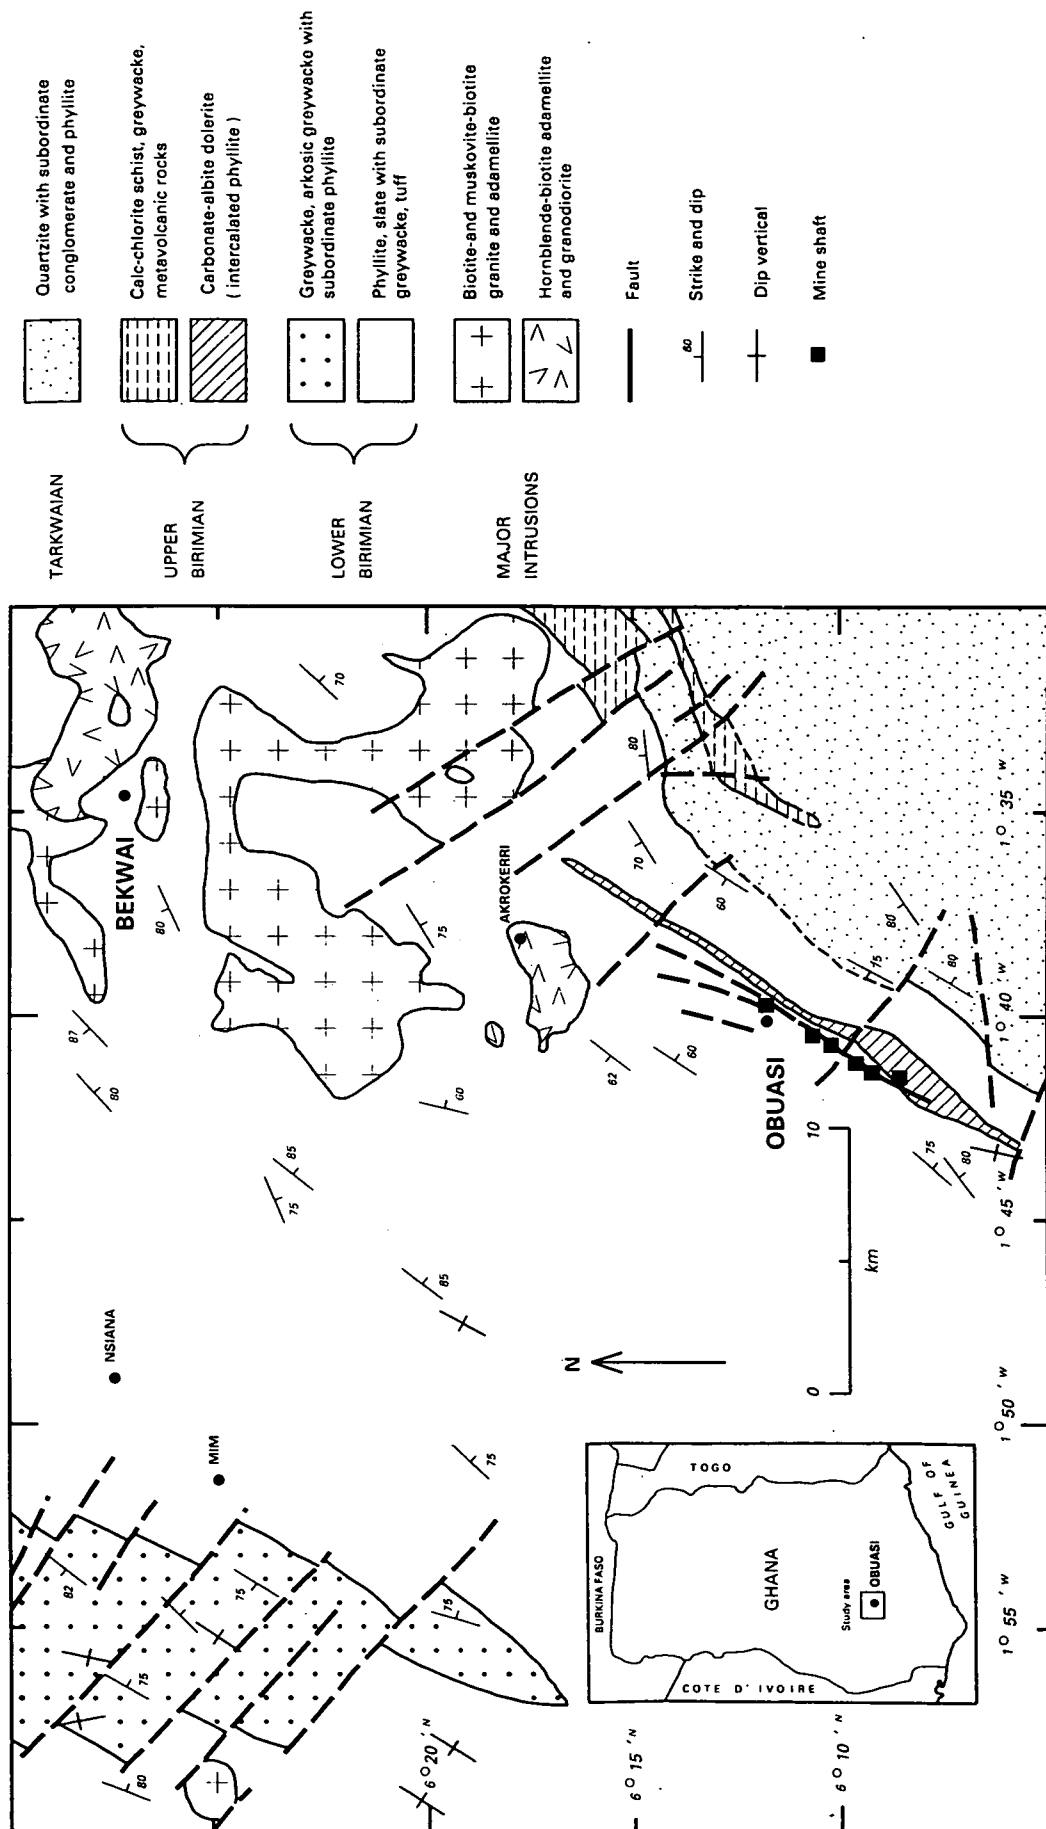 TARKWAIAN
Quartzite with subordinate
conglomerate and phyllite
UPPER
BIRIMIAN
Calc-chlorite schist, greywacke,
metavolcanic rocks
Carbonate-albite dolerite
( intercalated phyllite )
LOWER
BIRIMIAN
Greywacke, arkosic greywacke with
subordinate phyllite
Phyllite, slate with subordinate
greywacke, tuff
MAJOR
INTRUSIONS
Biotite-and muskovite-biotite
granite and adamellite
Hornblende-biotite adamellite
and granodiorite
Fault
80
Strike and dip
Dip vertical
Mine shaft
BEKWAI
NSIANA
MIM
AKROKERRI
OBUASI
82
75
75
80
75
75
75
85
85
80
87
80
70
75
60
62
60
70
80
60
75
80
80
75
80
N
0
10
km
6° 20 ' N
6° 15 ' N
6° 10 ' N
1° 55 ' W
1° 50 ' W
1° 45 ' W
1° 40 ' W
1° 35 ' W
BURKINA FASO
TOGO
GHANA
COTE D' IVOIRE
Study area
OBUASI
GULF OF
GUINEA